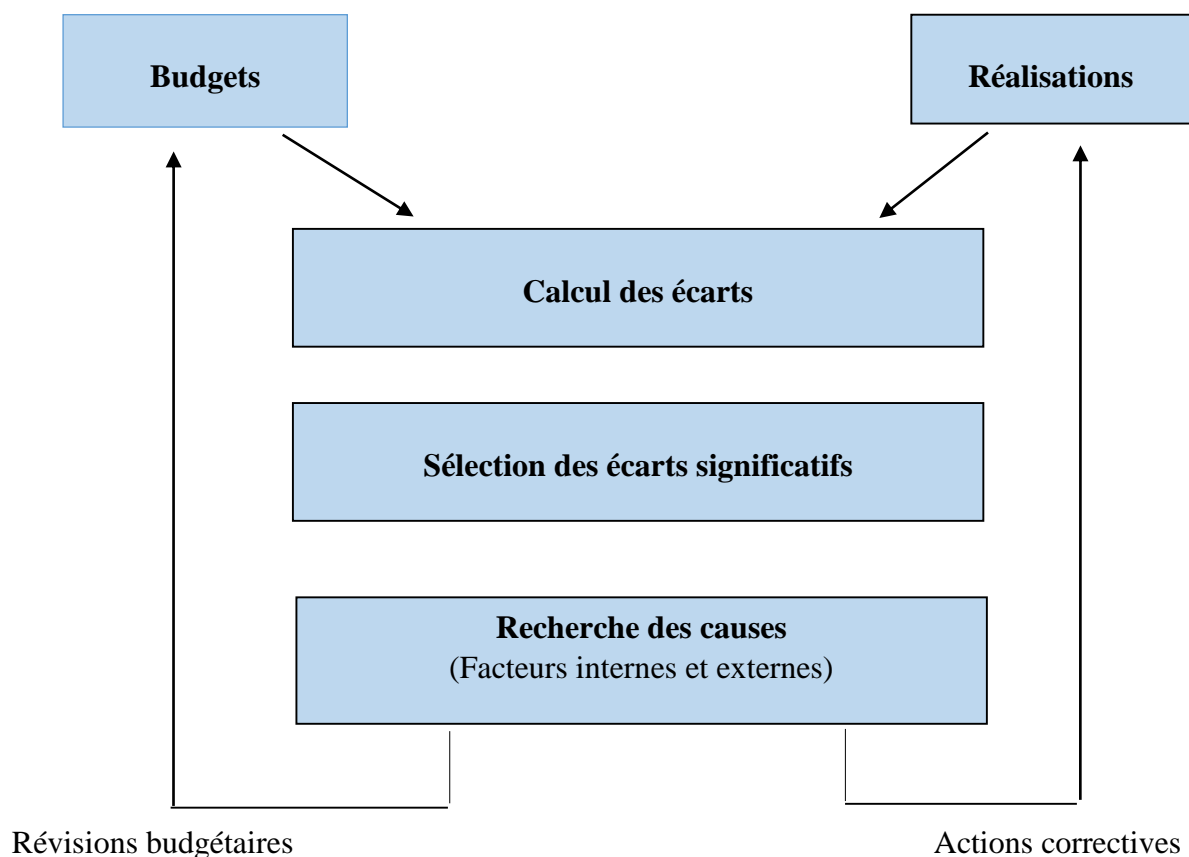 Budgets
Réalisations
Calcul des écarts
Sélection des écarts significatifs
Recherche des causes
(Facteurs internes et externes)
Révisions budgétaires
Actions correctives